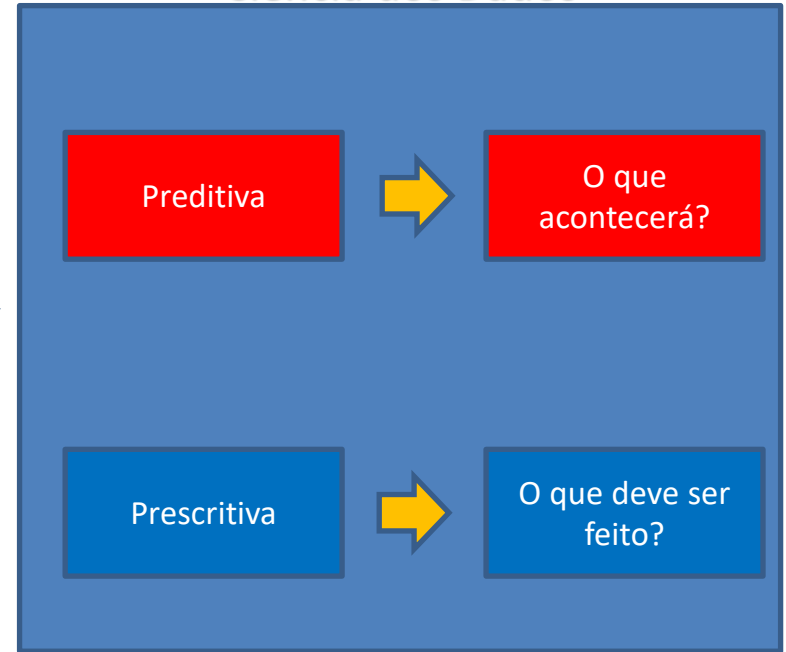 Preditiva
O que
acontecerá?
Prescritiva
O que deve ser
feito?